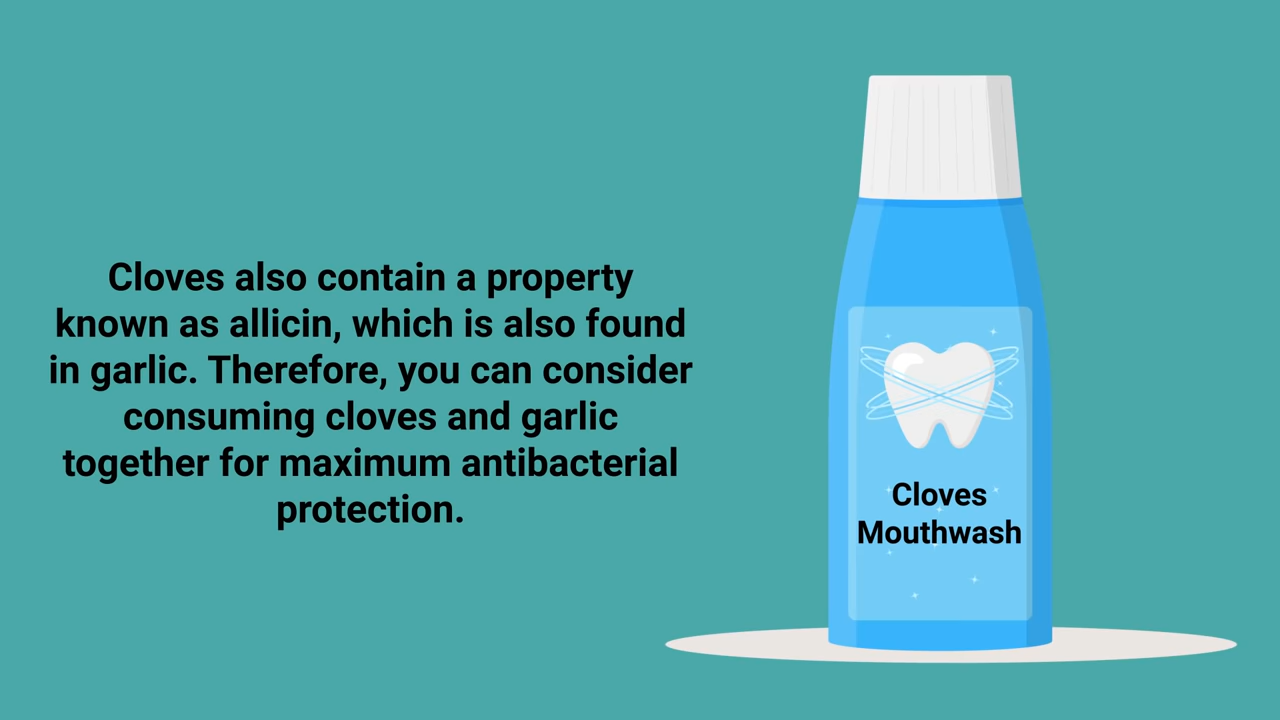 Cloves also contain a property
known as allicin, which is also found
in garlic. Therefore, you can consider
consuming cloves and garlic
together for maximum antibacterial
protection.
Cloves
Mouthwash